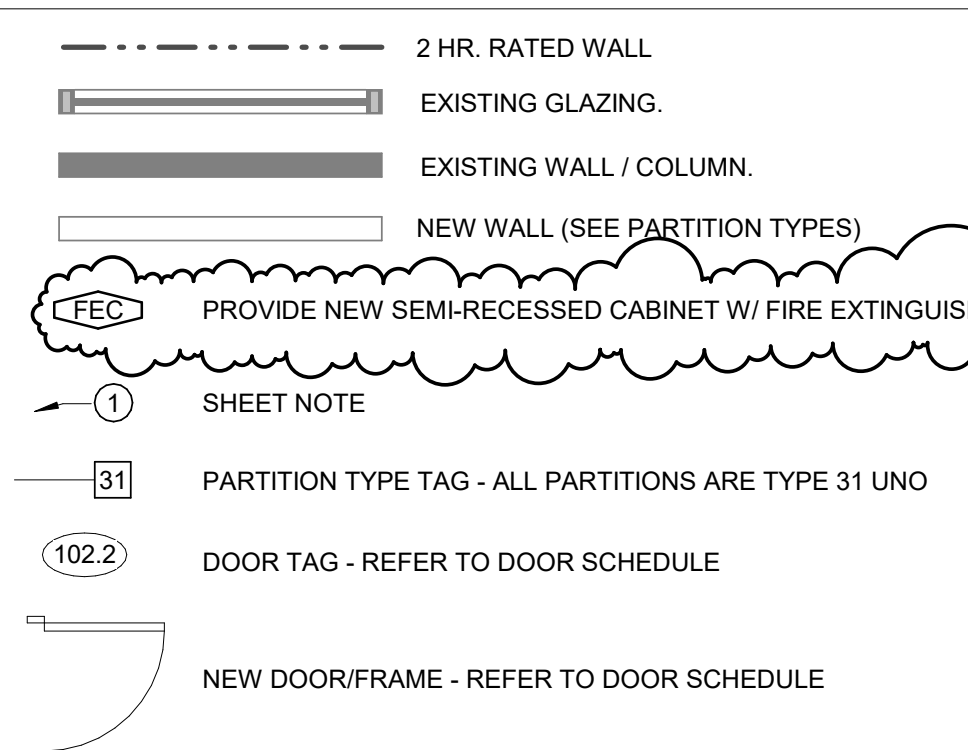 2 HR. RATED WALL
EXISTING GLAZING.
EXISTING WALL / COLUMN.
NEW WALL (SEE PARTITION TYPES)
FEC PROVIDE NEW SEMI-RECESSED CABINET W/ FIRE
1 SHEET NOTE
31 PARTITION TYPE TAG - ALL PARTITIONS ARE TYPE 31 UNO
102.2 DOOR TAG - REFER TO DOOR SCHEDULE
NEW DOOR/FRAME - REFER TO DOOR SCHEDULE